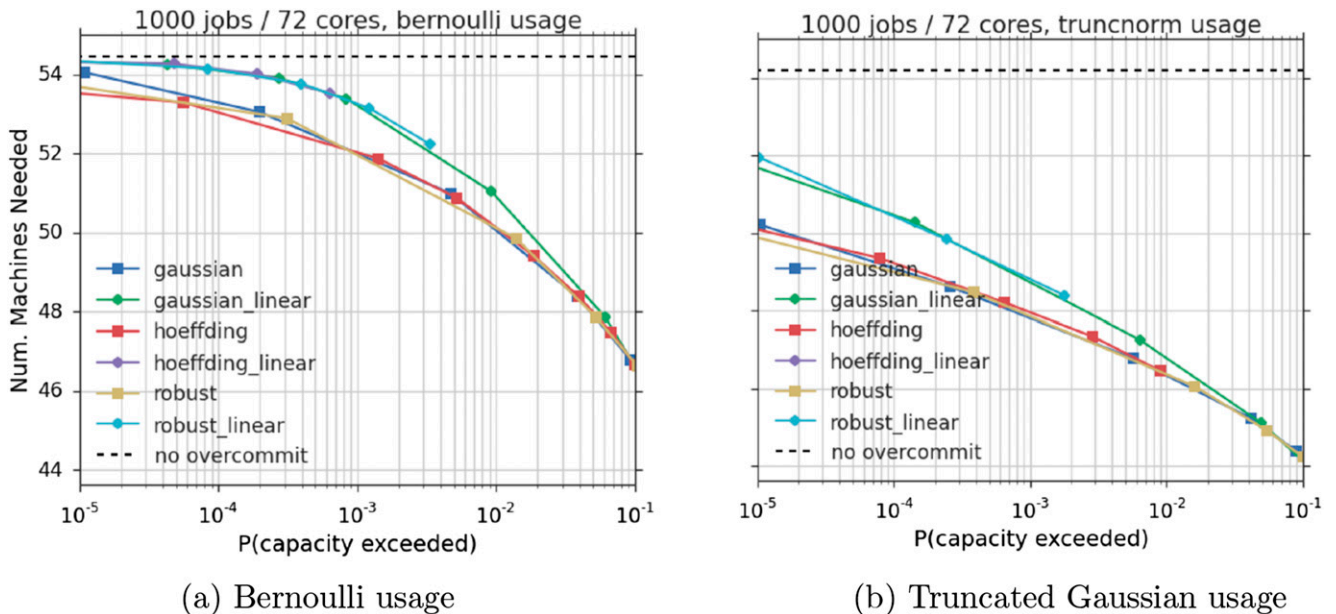 1000 jobs / 72 cores, bernoulli usage
Num. Machines Needed
54
52
50
48
46
44
gaussian
gaussian_linear
hoeffding
hoeffding_linear
robust
robust_linear
no overcommit
10⁻⁵ 10⁻⁴ 10⁻³ 10⁻² 10⁻¹
P(capacity exceeded)
(a) Bernoulli usage
1000 jobs / 72 cores, truncnorm usage
gaussian
gaussian_linear
hoeffding
hoeffding_linear
robust
robust_linear
no overcommit
10⁻⁵ 10⁻⁴ 10⁻³ 10⁻² 10⁻¹
P(capacity exceeded)
(b) Truncated Gaussian usage